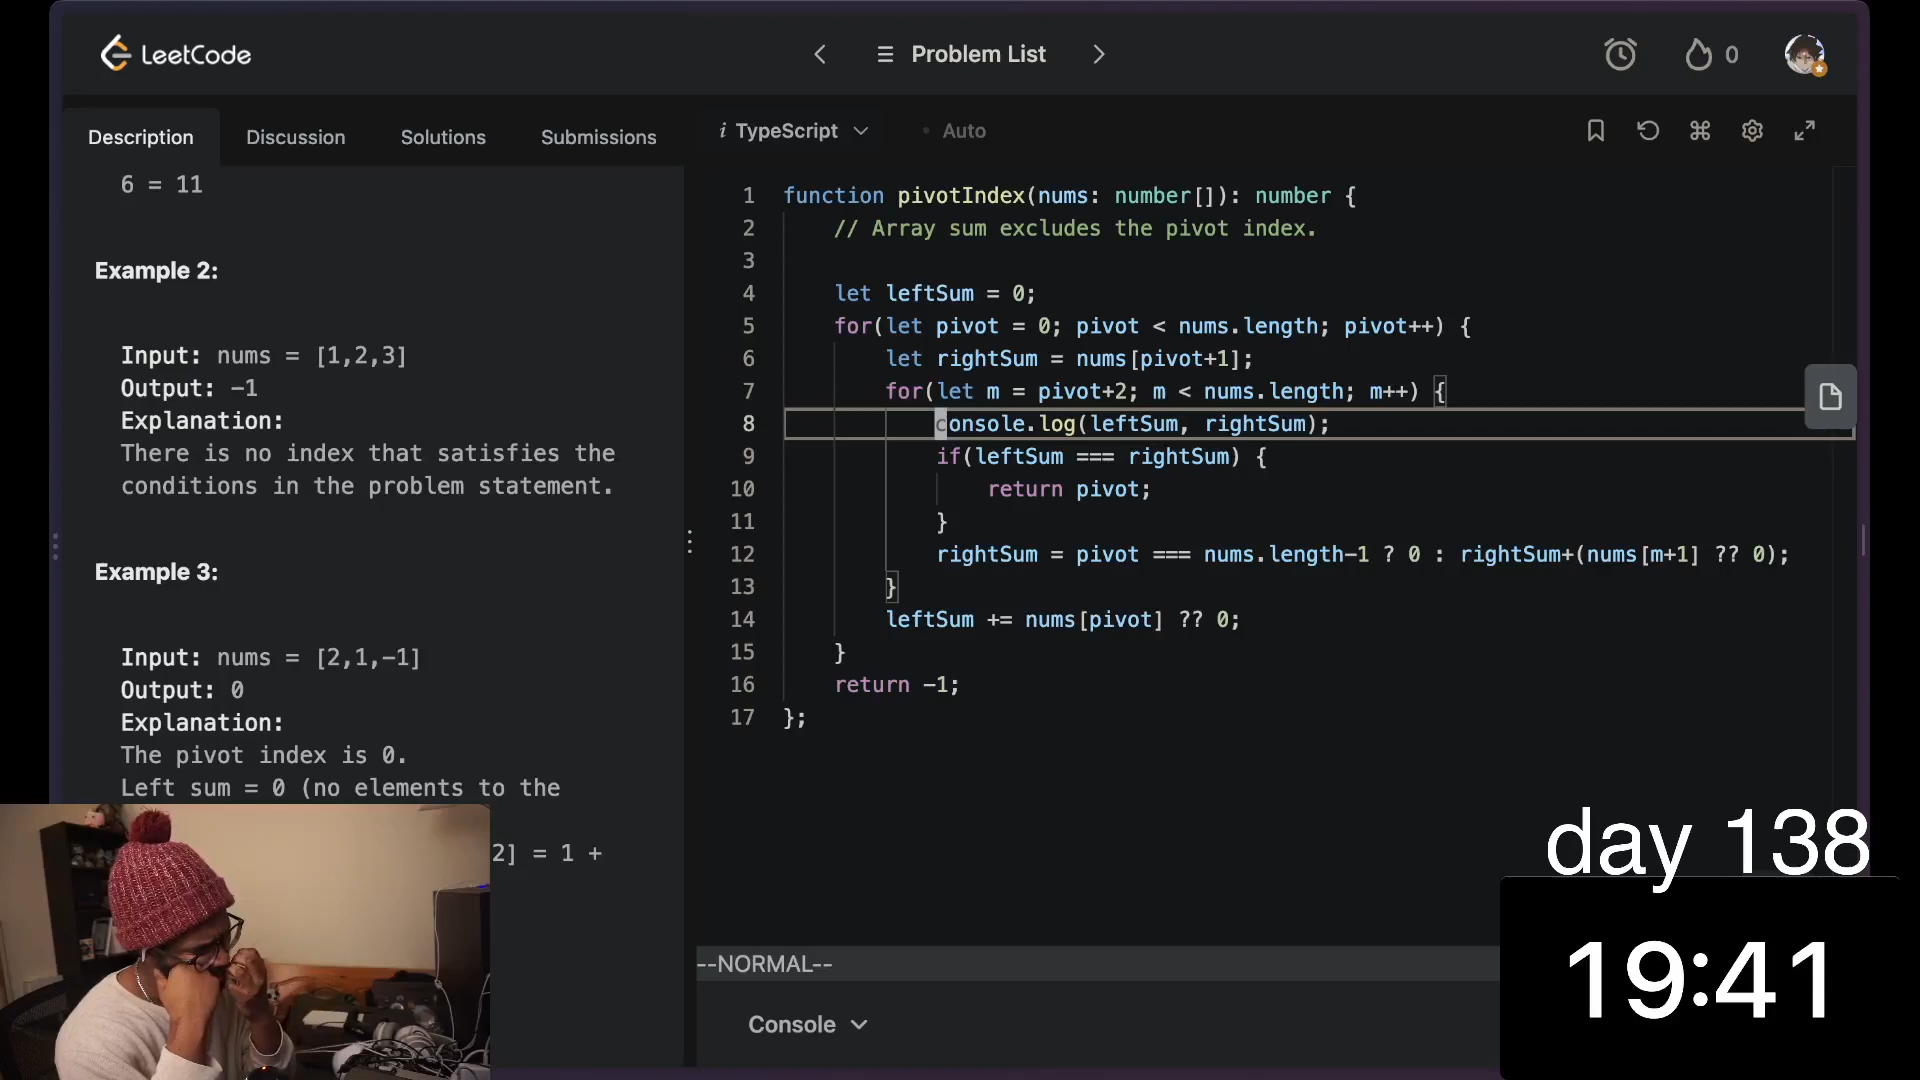 LeetCode
Problem List
0
Description
Discussion
Solutions
Submissions
i TypeScript
• Auto
6 = 11
Example 2:
Input: nums = [1,2,3]
Output: -1
Explanation:
There is no index that satisfies the
conditions in the problem statement.
Example 3:
Input: nums = [2,1,-1]
Output: 0
Explanation:
The pivot index is 0.
Left sum = 0 (no elements to the
2] = 1 +
1 function pivotIndex(nums: number[]): number {
2 // Array sum excludes the pivot index.
3
4 let leftSum = 0;
5 for(let pivot = 0; pivot < nums.length; pivot++) {
6 let rightSum = nums[pivot+1];
7 for(let m = pivot+2; m < nums.length; m++) {
8 console.log(leftSum, rightSum);
9 if(leftSum === rightSum) {
10 return pivot;
11 }
12 rightSum = pivot === nums.length-1 ? 0 : rightSum+(nums[m+1] ?? 0);
13 }
14 leftSum += nums[pivot] ?? 0;
15 }
16 return -1;
17 };
--NORMAL--
Console
day 138
19:41